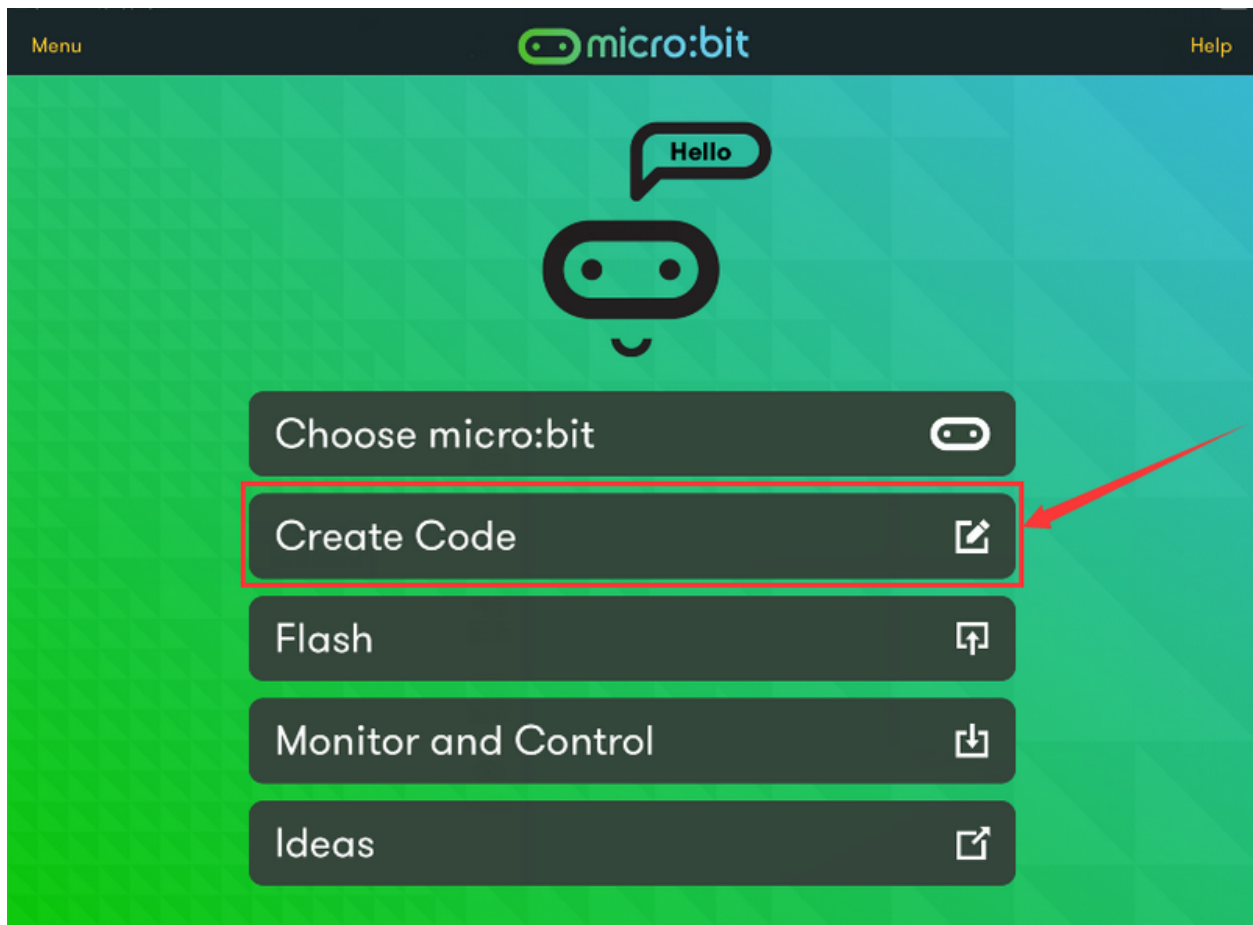 Menu
micro:bit
Help
Hello
Choose micro:bit
Create Code
Flash
Monitor and Control
Ideas